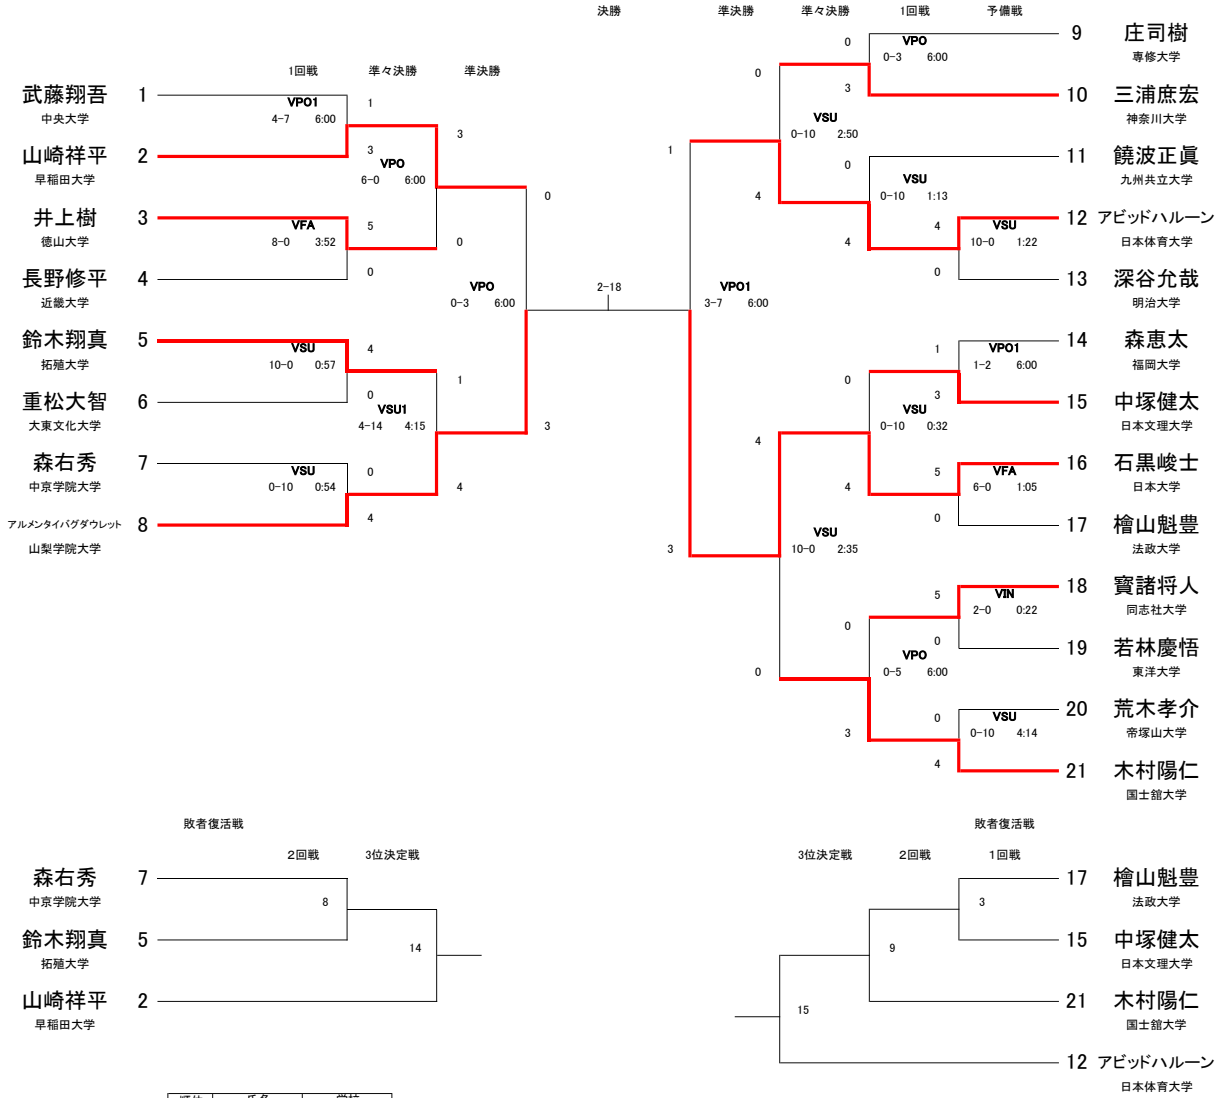 決勝
準決勝 準々決勝 1回戦 予備戦
1回戦 準々決勝 準決勝
武藤翔吾 1
中央大学
VPO1
4-7 6:00
1
山崎祥平 2
早稲田大学
3
VPO
6-0 6:00
3
井上樹 3
徳山大学
VFA
8-0 3:52
5
0
長野修平 4
近畿大学
0
0
VPO
0-3 6:00
鈴木翔真 5
拓殖大学
VSU
10-0 0:57
4
重松大智 6
大東文化大学
0
VSU1
4-14 4:15
1
3
森右秀 7
中京学院大学
VSU
0-10 0:54
0
4
アルメンタイバグダウレット 8
山梨学院大学
4
2-18
9 庄司樹
専修大学
0
VPO
0-3 6:00
0
3
10 三浦庶宏
神奈川大学
VSU
0-10 2:50
1
11 饒波正眞
九州共立大学
0
VSU
0-10 1:13
4
4
4
12 アビッドハルーン
日本体育大学
VSU
10-0 1:22
0
13 深谷允哉
明治大学
VPO1
3-7 6:00
14 森恵太
福岡大学
1
VPO1
1-2 6:00
0
3
15 中塚健太
日本文理大学
VSU
0-10 0:32
4
16 石黒峻士
日本大学
5
VFA
6-0 1:05
4
0
17 檜山魁豊
法政大学
3
VSU
10-0 2:35
18 寳諸将人
同志社大学
5
VIN
2-0 0:22
0
0
19 若林慶悟
東洋大学
VPO
0-5 6:00
0
20 荒木孝介
帝塚山大学
0
VSU
0-10 4:14
3
4
21 木村陽仁
国士舘大学
敗者復活戦
2回戦 3位決定戦
森右秀 7
中京学院大学
8
鈴木翔真 5
拓殖大学
14
山崎祥平 2
早稲田大学
敗者復活戦
3位決定戦 2回戦 1回戦
17 檜山魁豊
法政大学
3
15 中塚健太
日本文理大学
9
21 木村陽仁
国士舘大学
15
12 アビッドハルーン
日本体育大学